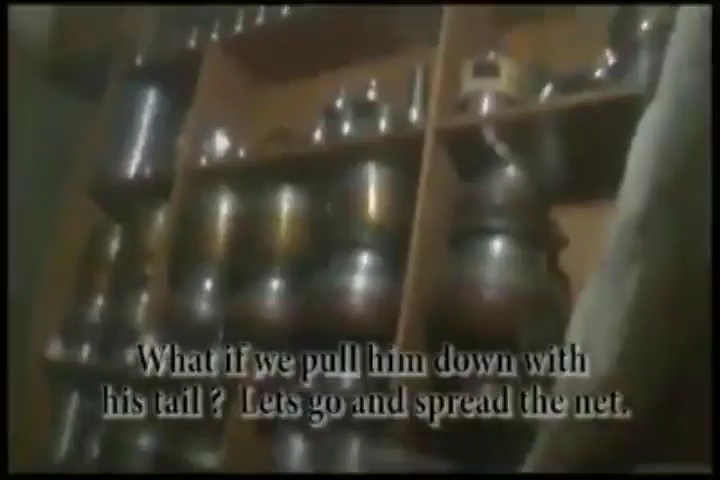 What if we pull him down with
his tail ? Lets go and spread the net.